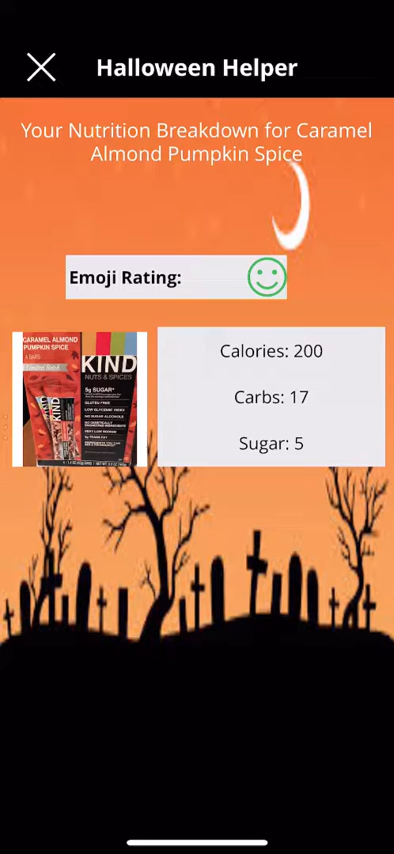 Halloween Helper
Your Nutrition Breakdown for Caramel
Almond Pumpkin Spice
Emoji Rating:
Calories: 200
Carbs: 17
Sugar: 5
CARAMEL ALMOND
PUMPKIN SPICE
KIND
NUTS & SPICES
5g SUGAR*
GLUTEN FREE
LOW GLYCEMIC INDEX
NO SUGAR ALCOHOLS
KIND